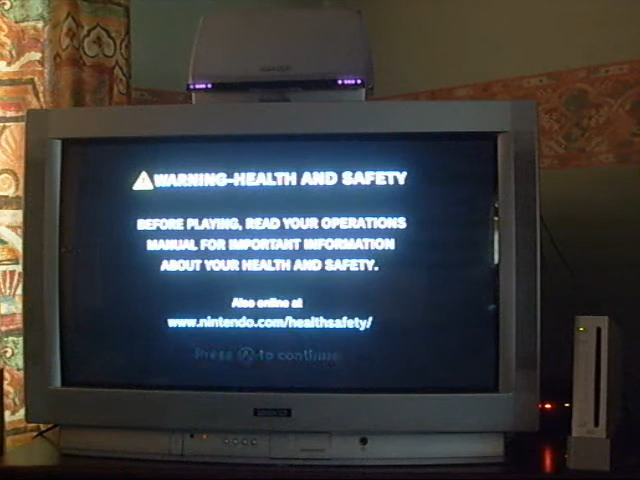 WARNING-HEALTH AND SAFETY
BEFORE PLAYING, READ YOUR OPERATIONS
MANUAL FOR IMPORTANT INFORMATION
ABOUT YOUR HEALTH AND SAFETY.
Also online at
www.nintendo.com/healthsafety/
Press A to continue